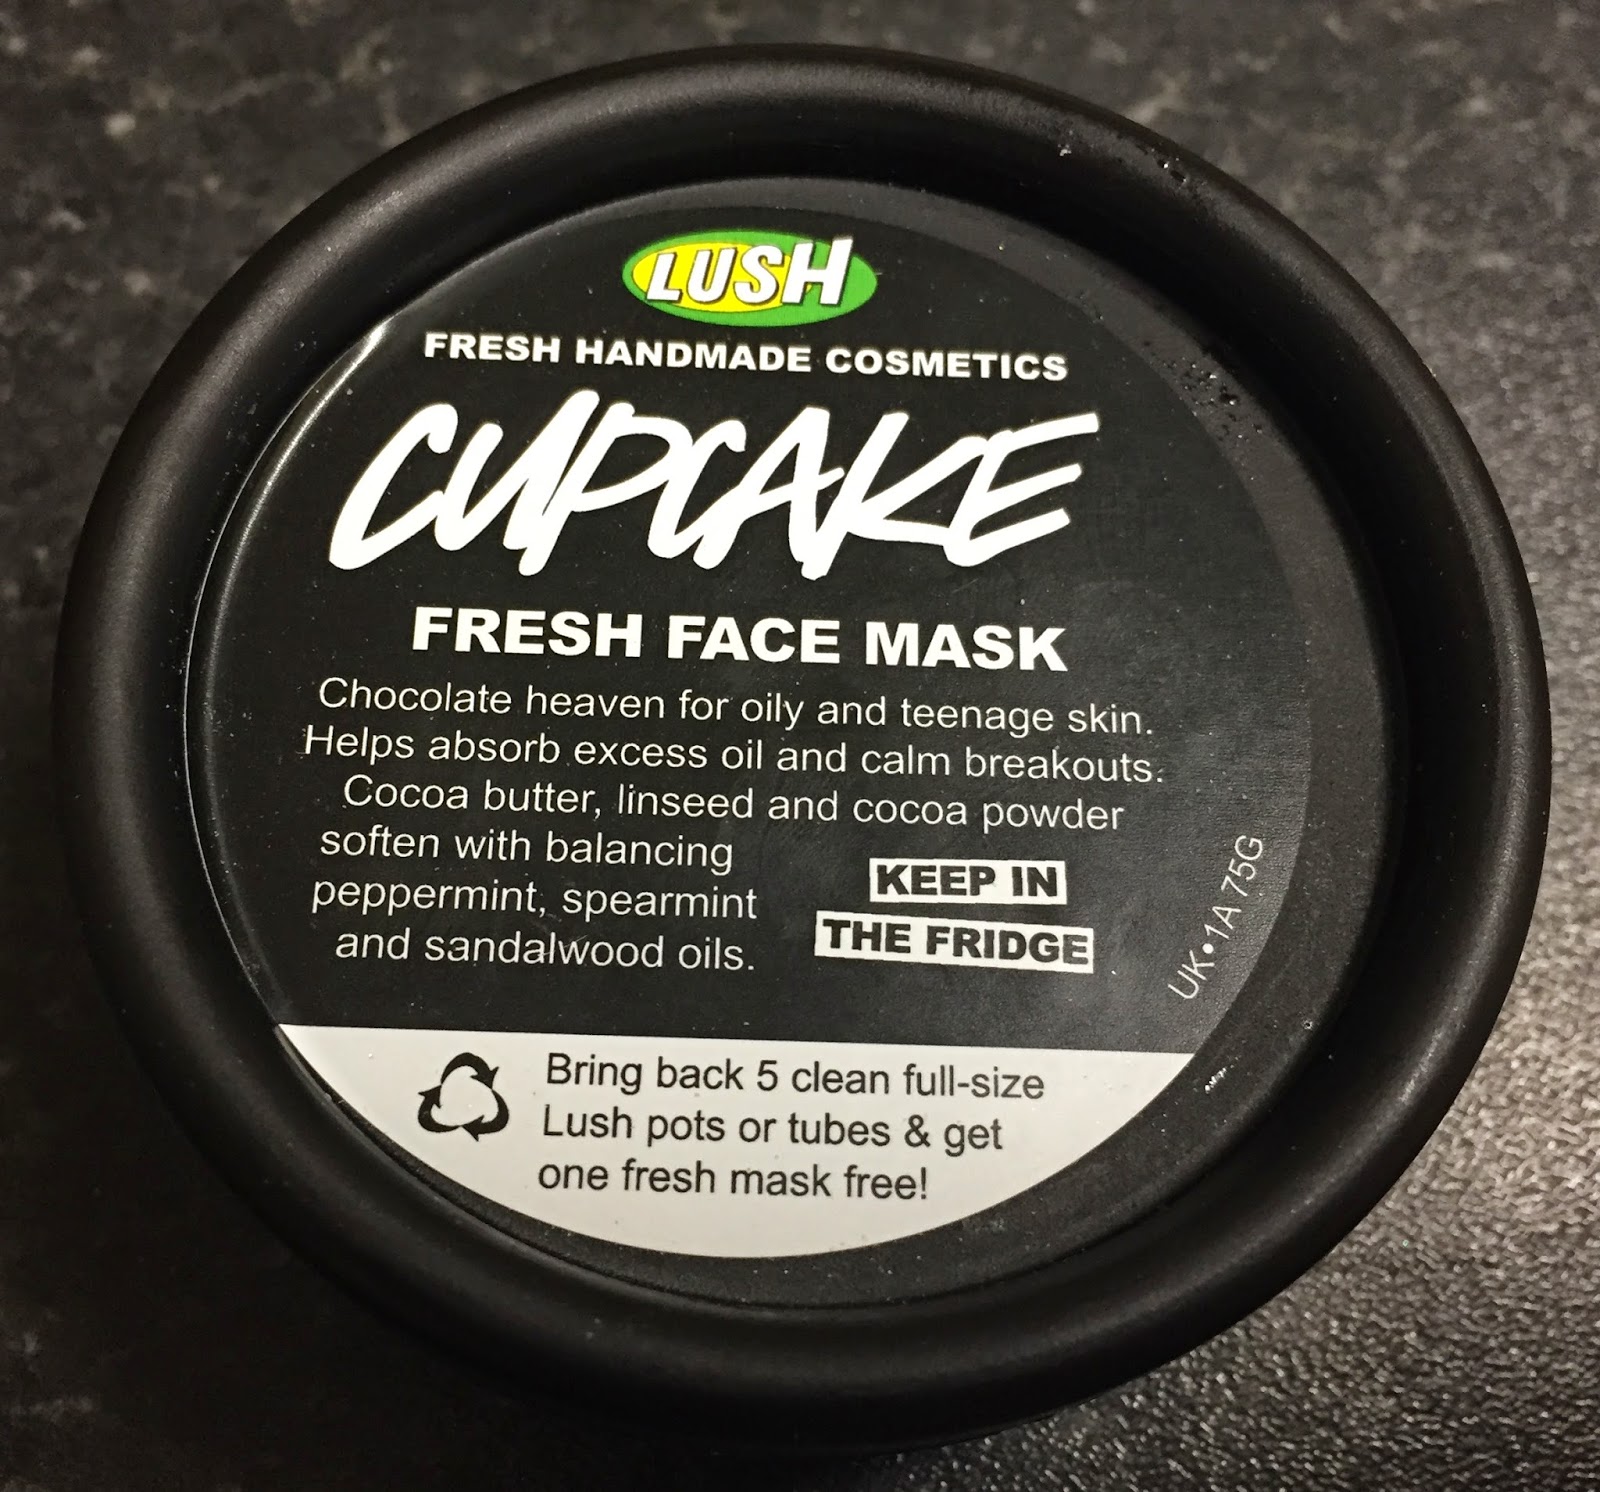 LUSH
FRESH HANDMADE COSMETICS
CUPCAKE
FRESH FACE MASK
Chocolate heaven for oily and teenage skin.
Helps absorb excess oil and calm breakouts.
Cocoa butter, linseed and cocoa powder
soften with balancing
peppermint, spearmint
and sandalwood oils.
KEEP IN
THE FRIDGE
UK•1A 75G
Bring back 5 clean full-size
Lush pots or tubes & get
one fresh mask free!